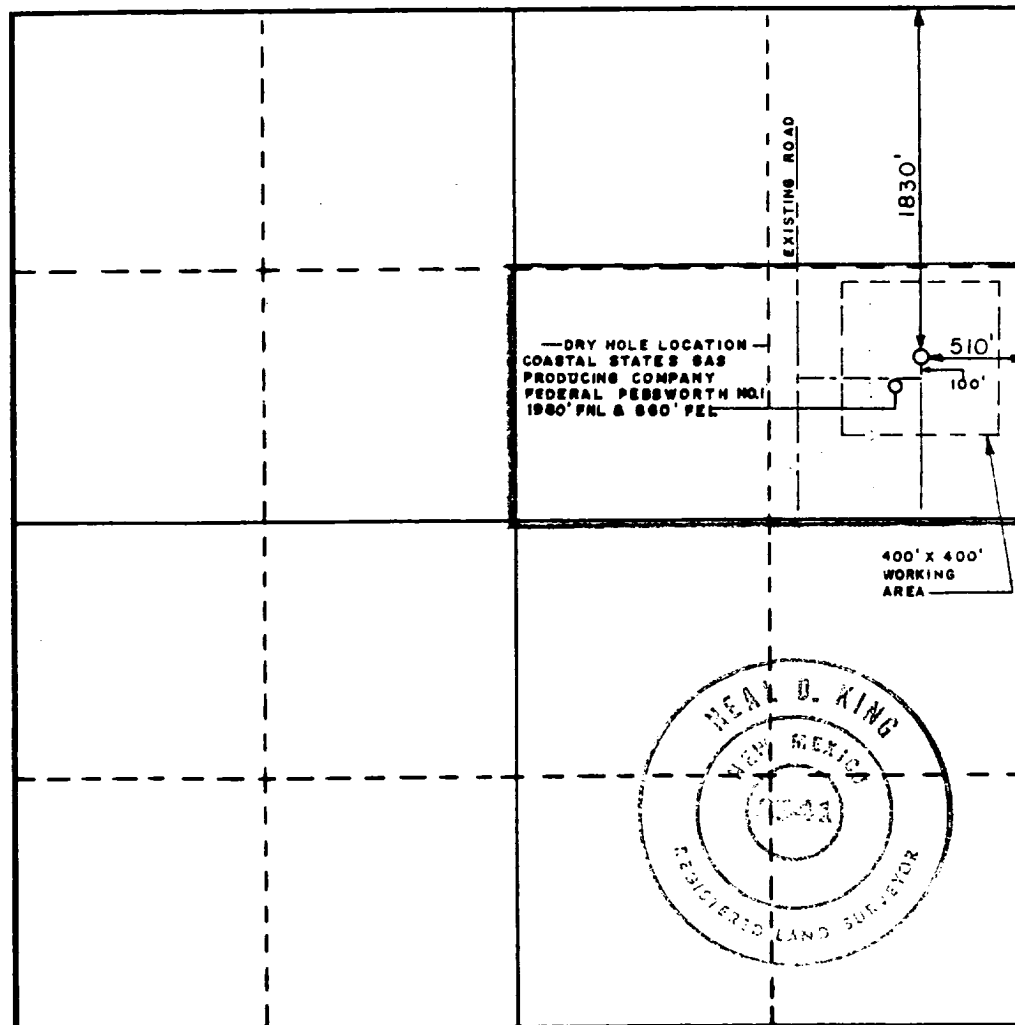 EXISTING ROAD
1830'
—DRY HOLE LOCATION—
COASTAL STATES GAS
PRODUCING COMPANY
FEDERAL PEBSWORTH NO.1
1980' FNL & 660' FEL
510'
100'
400' X 400'
WORKING
AREA
NEAL D. KING
NEW MEXICO
REGISTERED LAND SURVEYOR